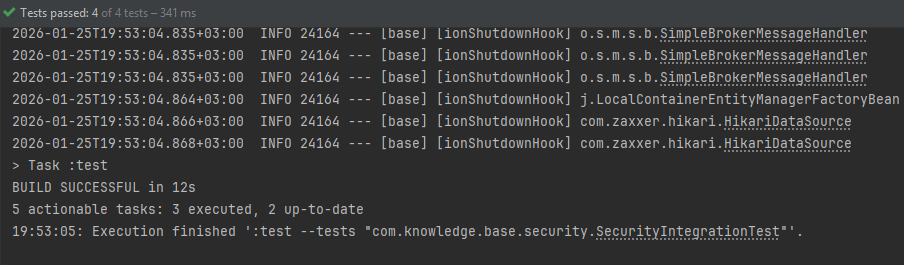 Tests passed: 4 of 4 tests – 341 ms
2026-01-25T19:53:04.835+03:00  INFO 24164 --- [base] [ionShutdownHook] o.s.m.s.b.SimpleBrokerMessageHandler
2026-01-25T19:53:04.835+03:00  INFO 24164 --- [base] [ionShutdownHook] o.s.m.s.b.SimpleBrokerMessageHandler
2026-01-25T19:53:04.835+03:00  INFO 24164 --- [base] [ionShutdownHook] o.s.m.s.b.SimpleBrokerMessageHandler
2026-01-25T19:53:04.864+03:00  INFO 24164 --- [base] [ionShutdownHook] j.LocalContainerEntityManagerFactoryBean
2026-01-25T19:53:04.866+03:00  INFO 24164 --- [base] [ionShutdownHook] com.zaxxer.hikari.HikariDataSource
2026-01-25T19:53:04.868+03:00  INFO 24164 --- [base] [ionShutdownHook] com.zaxxer.hikari.HikariDataSource
> Task :test
BUILD SUCCESSFUL in 12s
5 actionable tasks: 3 executed, 2 up-to-date
19:53:05: Execution finished ':test --tests "com.knowledge.base.security.SecurityIntegrationTest"'.